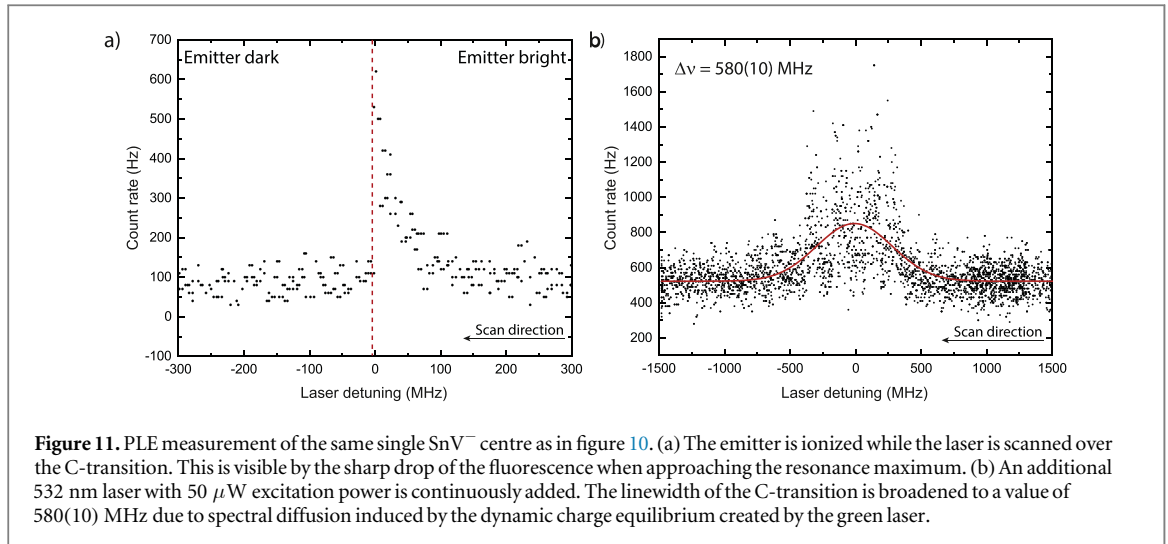 a)
700
600
500
400
300
200
100
0
-100
Count rate (Hz)
Emitter dark
Emitter bright
Scan direction
-300
-200
-100
0
100
200
300
Laser detuning (MHz)
b)
1800
1600
1400
1200
1000
800
600
400
200
Count rate (Hz)
Δν = 580(10) MHz
Scan direction
-1500
-1000
-500
0
500
1000
1500
Laser detuning (MHz)
Figure 11. PLE measurement of the same single SnV⁻ centre as in figure 10. (a) The emitter is ionized while the laser is scanned over
the C-transition. This is visible by the sharp drop of the fluorescence when approaching the resonance maximum. (b) An additional
532 nm laser with 50 μW excitation power is continuously added. The linewidth of the C-transition is broadened to a value of
580(10) MHz due to spectral diffusion induced by the dynamic charge equilibrium created by the green laser.